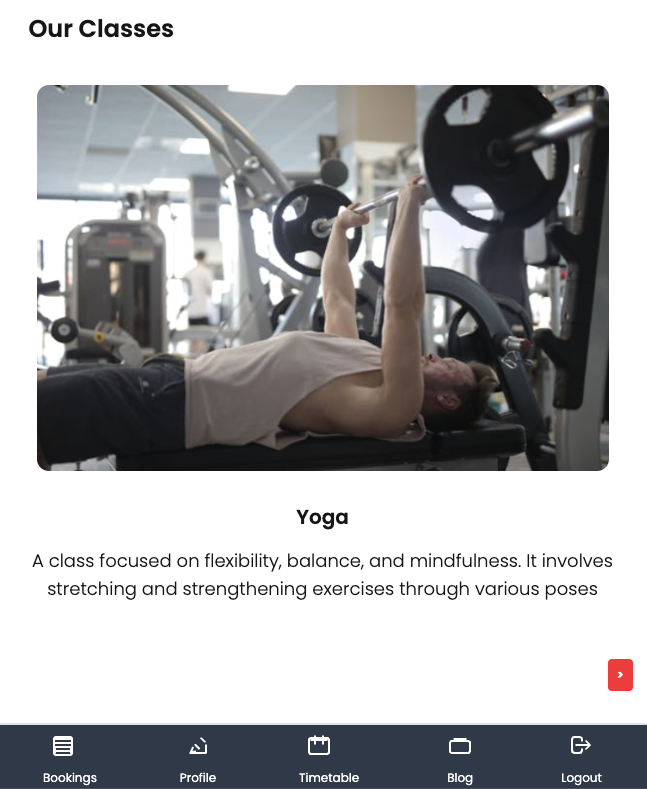 Our Classes
Yoga
A class focused on flexibility, balance, and mindfulness. It involves
stretching and strengthening exercises through various poses
>
Bookings
Profile
Timetable
Blog
Logout